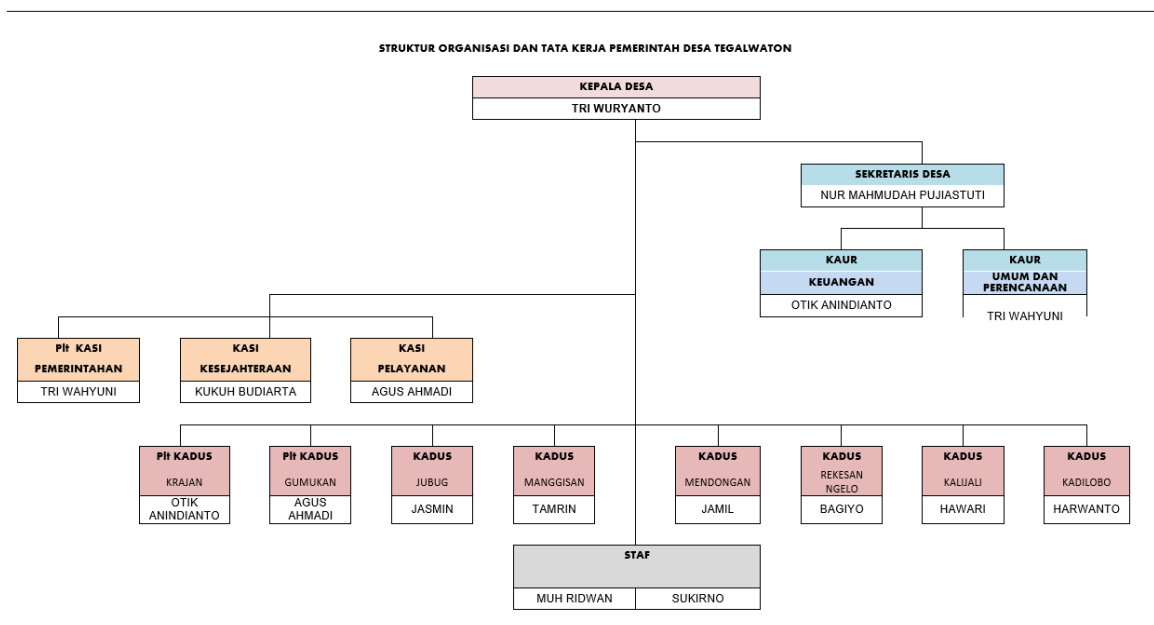 STRUKTUR ORGANISASI DAN TATA KERJA PEMERINTAH DESA TEGALWATON
KEPALA DESA
TRI WURYANTO
SEKRETARIS DESA
NUR MAHMUDAH PUJIASTUTI
KAUR
KEUANGAN
OTIK ANINDIANTO
KAUR
UMUM DAN
PERENCANAAN
TRI WAHYUNI
Plt KASI
PEMERINTAHAN
TRI WAHYUNI
KASI
KESEJAHTERAAN
KUKUH BUDIARTA
KASI
PELAYANAN
AGUS AHMADI
Plt KADUS
KRAJAN
OTIK
ANINDIANTO
Plt KADUS
GUMUKAN
AGUS
AHMADI
KADUS
JUBUG
JASMIN
KADUS
MANGGISAN
TAMRIN
KADUS
MENDONGAN
JAMIL
KADUS
REKESAN
NGELO
BAGIYO
KADUS
KALIJALI
HAWARI
KADUS
KADILOBO
HARWANTO
STAF
MUH RIDWAN
SUKIRNO